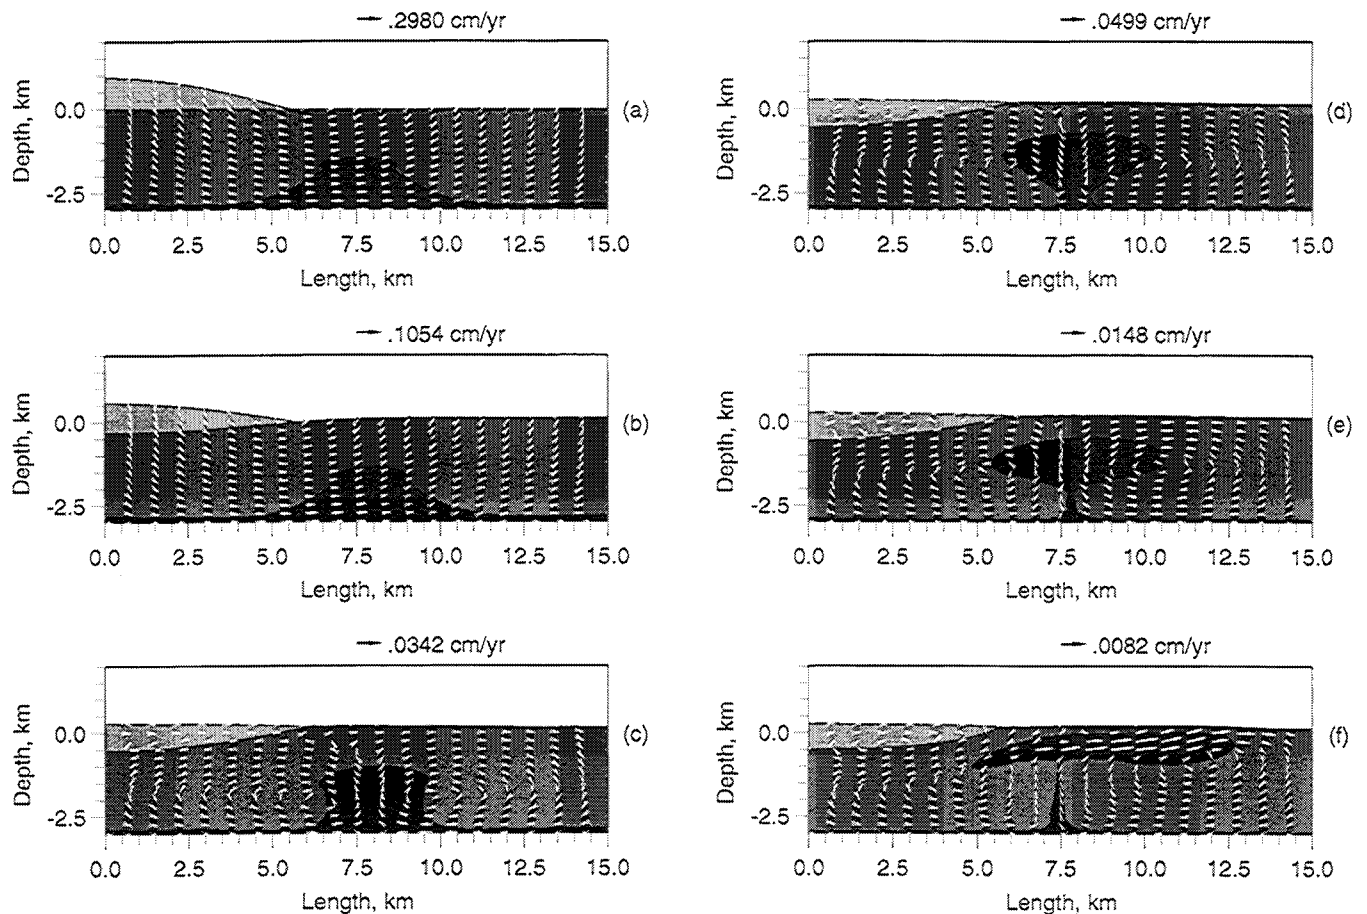 .2980 cm/yr
0.0
-2.5
Depth, km
(a)
0.0 2.5 5.0 7.5 10.0 12.5 15.0
Length, km
.1054 cm/yr
0.0
-2.5
Depth, km
(b)
0.0 2.5 5.0 7.5 10.0 12.5 15.0
Length, km
.0342 cm/yr
0.0
-2.5
Depth, km
(c)
0.0 2.5 5.0 7.5 10.0 12.5 15.0
Length, km
.0499 cm/yr
0.0
-2.5
Depth, km
(d)
0.0 2.5 5.0 7.5 10.0 12.5 15.0
Length, km
.0148 cm/yr
0.0
-2.5
Depth, km
(e)
0.0 2.5 5.0 7.5 10.0 12.5 15.0
Length, km
.0082 cm/yr
0.0
-2.5
Depth, km
(f)
0.0 2.5 5.0 7.5 10.0 12.5 15.0
Length, km